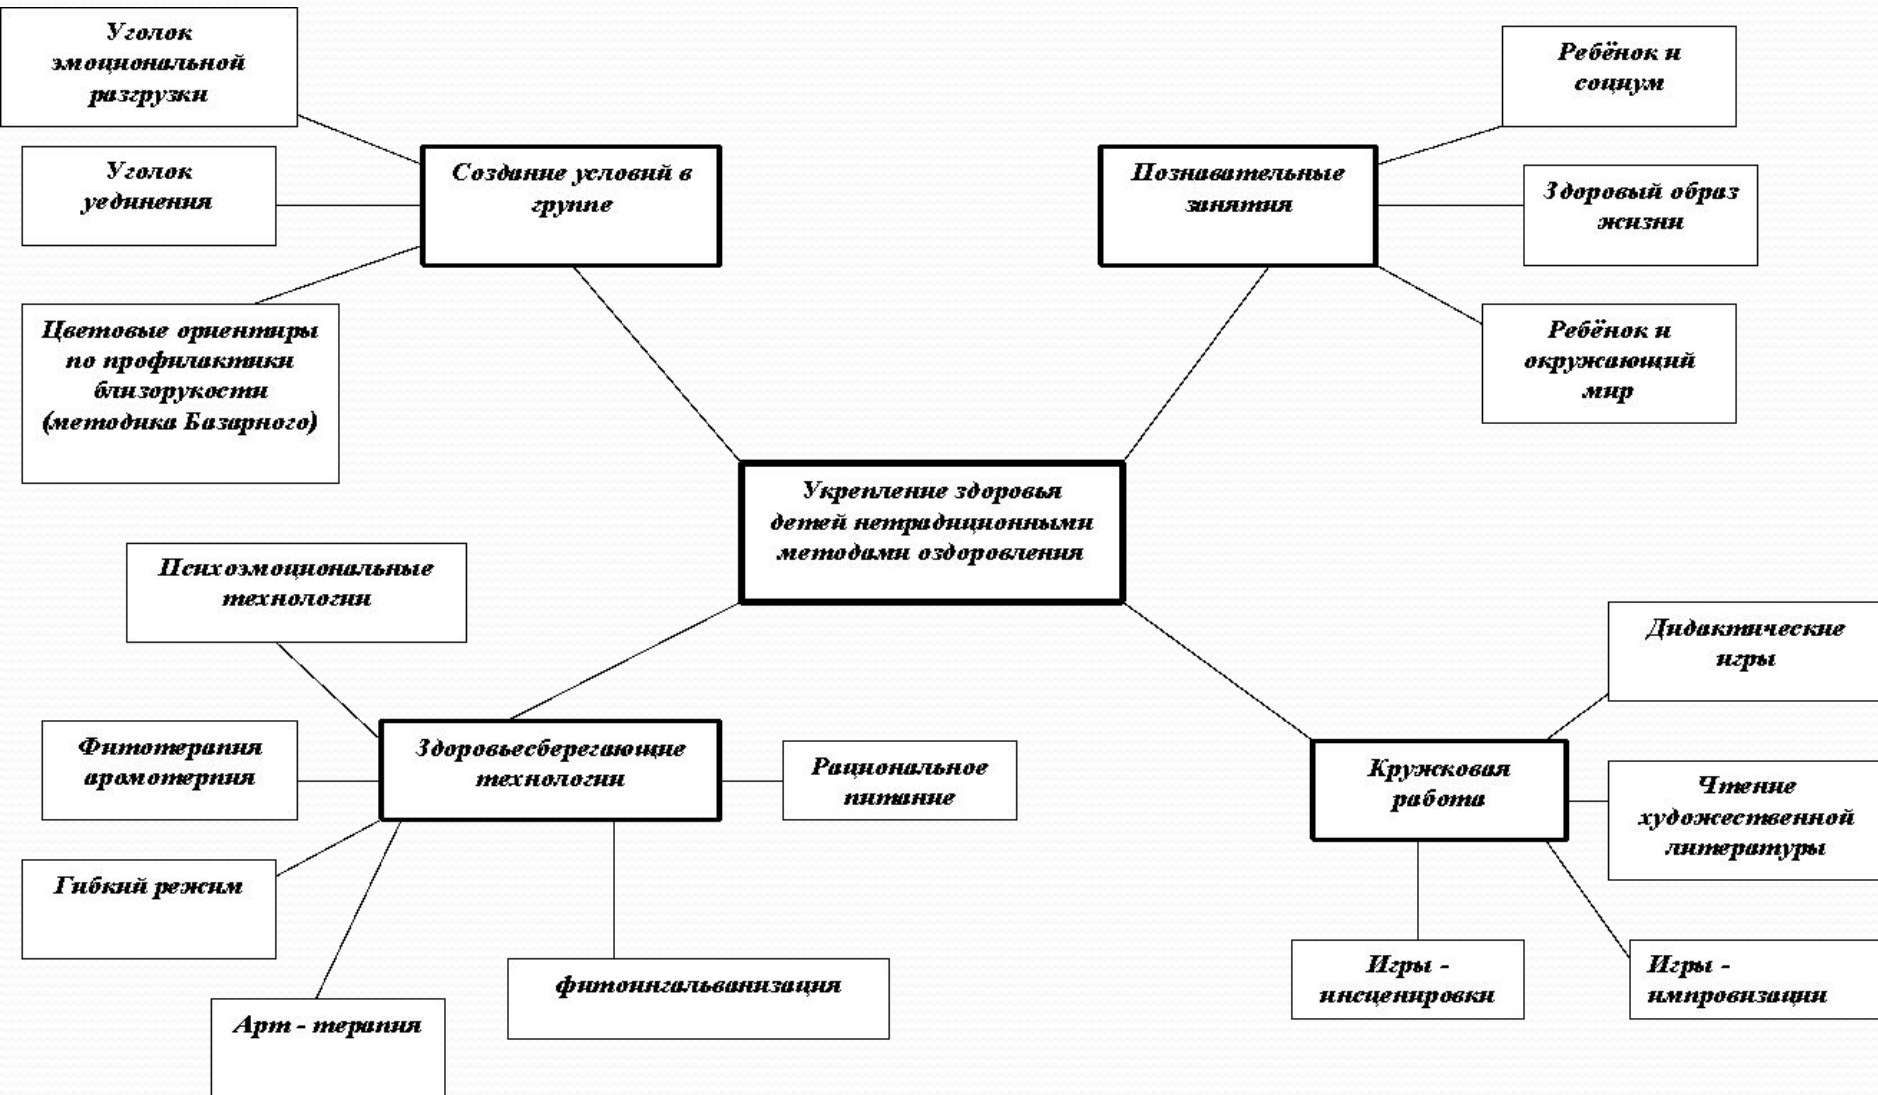 Уголок
эмоциональной
разгрузки
Уголок
уединения
Цветовые ориентиры
по профилактики
близорукости
(методика Базарного)
Создание условий в
группе
Познавательные
занятия
Ребёнок и
социум
Здоровый образ
жизни
Ребёнок и
окружающий
мир
Укрепление здоровья
детей нетрадиционными
методами оздоровления
Психоэмоциональные
технологии
Фитотерапия
аромотерпия
Гибкий режим
Арт - терапия
Здоровьесберегающие
технологии
Рациональное
питание
фитоингальванизация
Кружковая
работа
Дидактические
игры
Чтение
художественной
литературы
Игры -
инсценировки
Игры -
импровизации